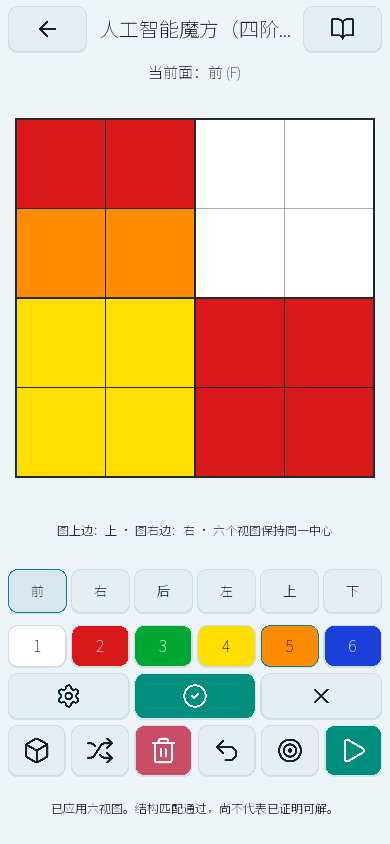 人工智能魔方（四阶...
当前面：前 (F)
图上边：上 · 图右边：右 · 六个视图保持同一中心
前 右 后 左 上 下
1 2 3 4 5 6
已应用六视图。结构匹配通过，尚不代表已证明可解。